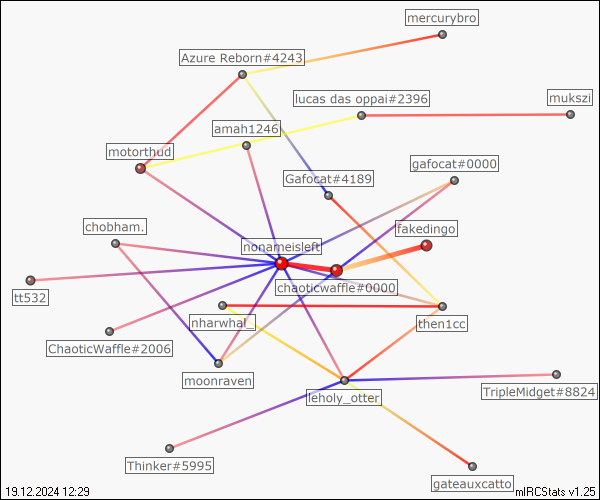 mercurybro
Azure Reborn#4243
lucas das oppai#2396
mukszi
amah1246
motorthud
gafocat#0000
Gafocat#4189
chobham.
fakedingo
nonameisleft
chaoticwaffle#0000
tt532
nharwhal_
then1cc
ChaoticWaffle#2006
moonraven
leholy_otter
TripleMidget#8824
Thinker#5995
gateauxcatto
19.12.2024 12:29
mIRCStats v1.25